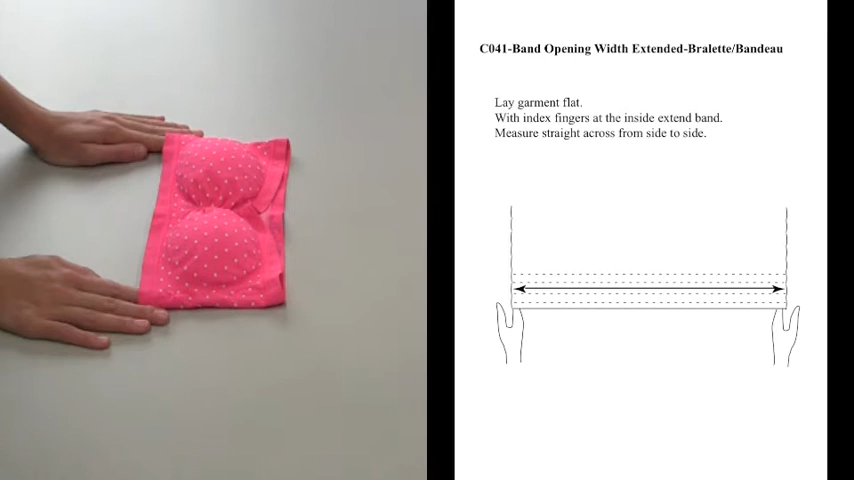 C041-Band Opening Width Extended-Bralette/Bandeau
Lay garment flat.
With index fingers at the inside extend band.
Measure straight across from side to side.